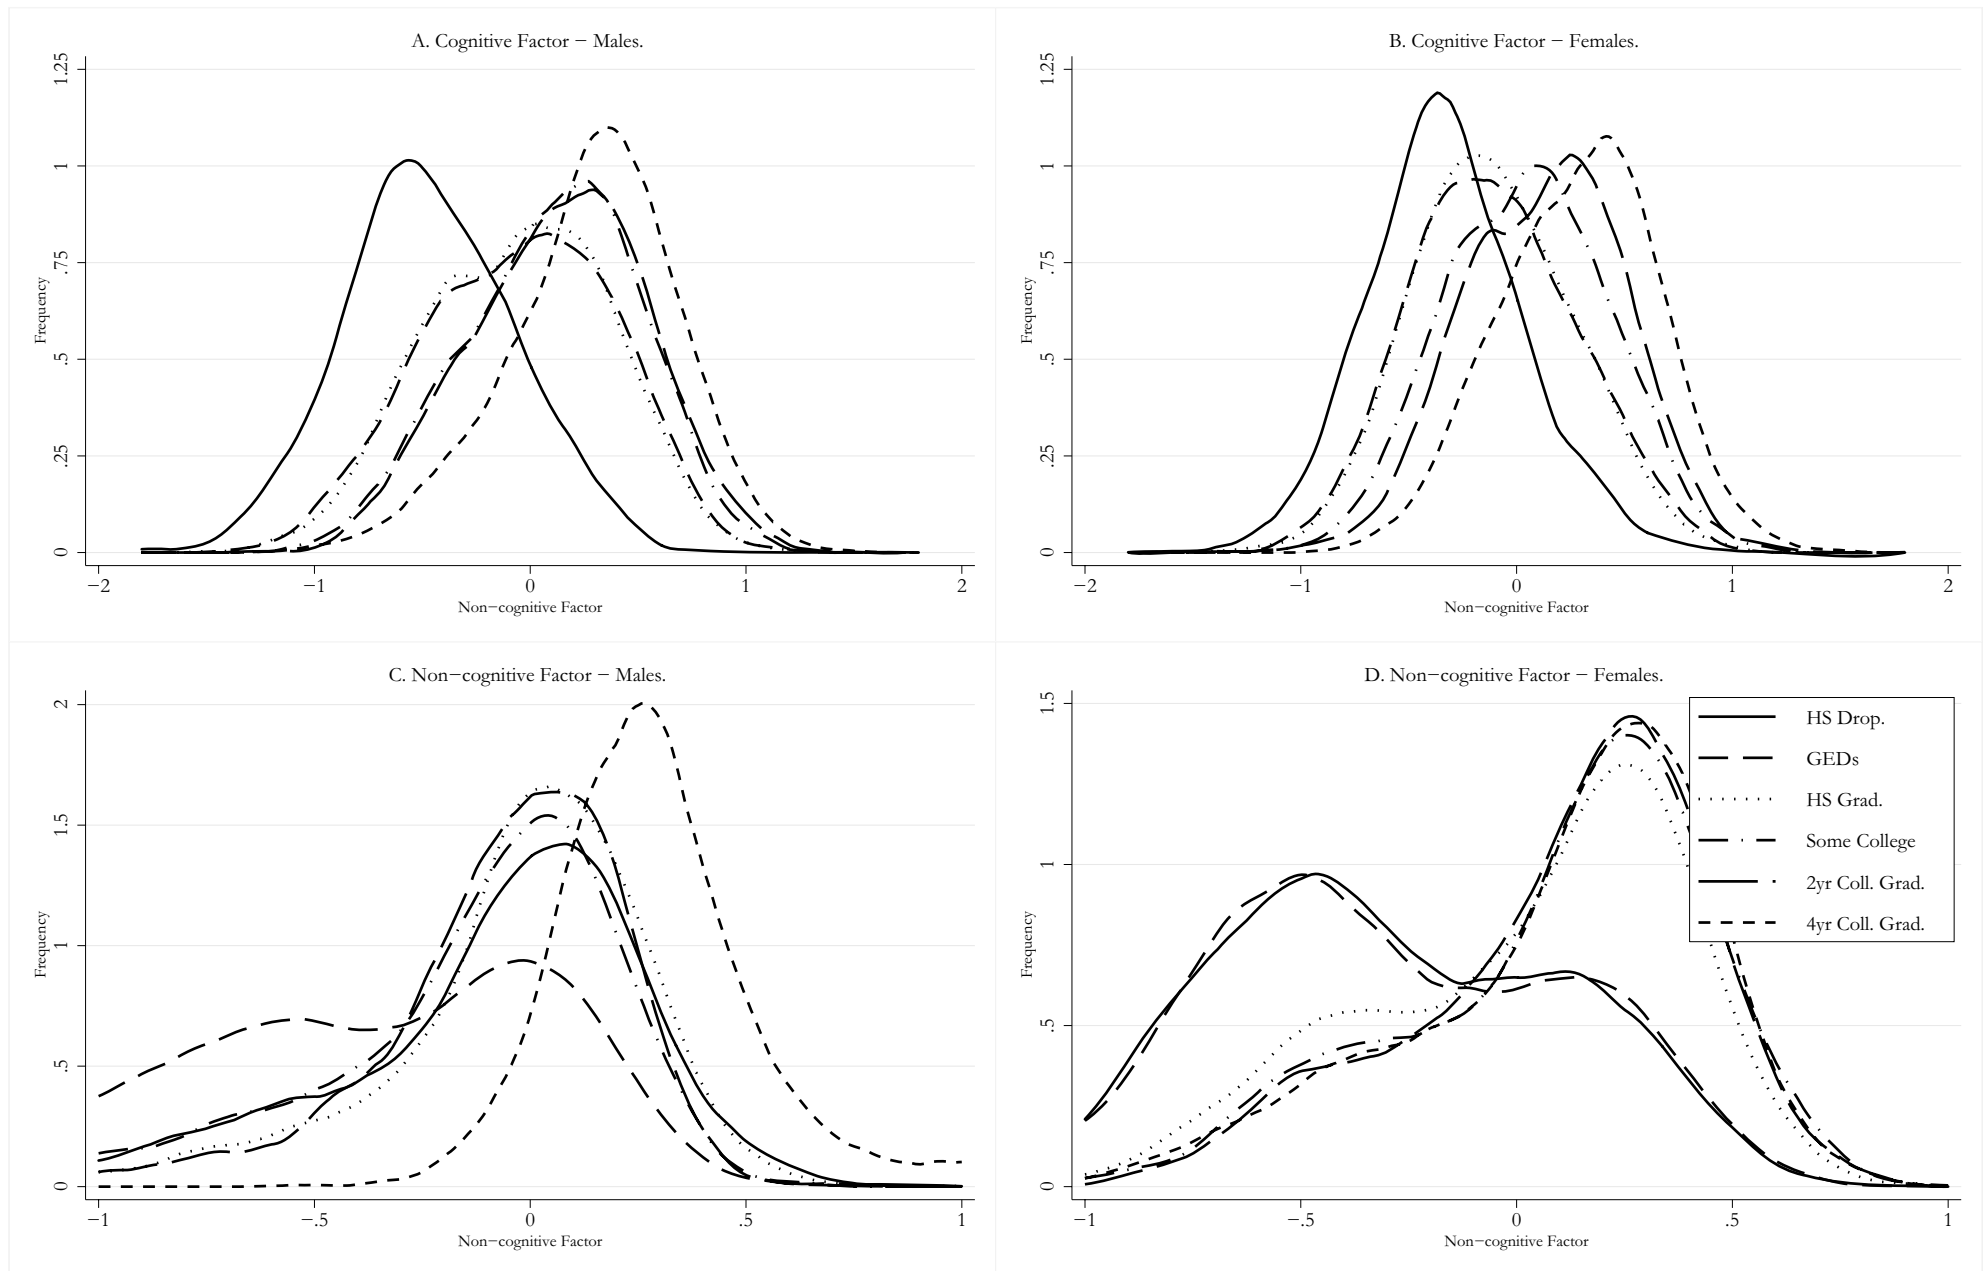 A. Cognitive Factor − Males.
1.25
1
.75
.5
.25
0
Frequency
−2 −1 0 1 2
Non−cognitive Factor
B. Cognitive Factor − Females.
1.25
1
.75
.5
.25
0
Frequency
−2 −1 0 1 2
Non−cognitive Factor
C. Non−cognitive Factor − Males.
2
1.5
1
.5
0
Frequency
−1 −.5 0 .5 1
Non−cognitive Factor
D. Non−cognitive Factor − Females.
1.5
1
.5
0
Frequency
−1 −.5 0 .5 1
Non−cognitive Factor
HS Drop.
GEDs
HS Grad.
Some College
2yr Coll. Grad.
4yr Coll. Grad.